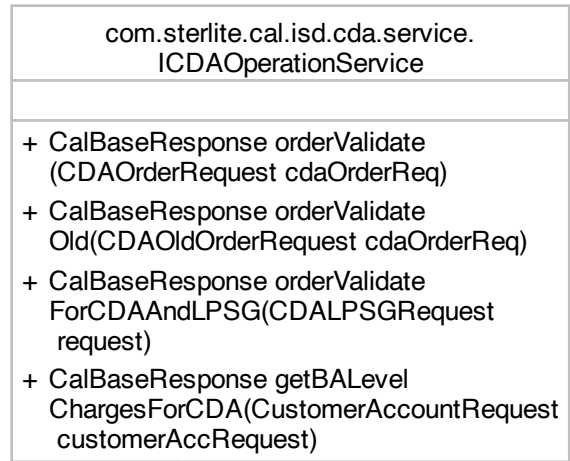 com.sterlite.cal.isd.cda.service.
ICDAOperationService
+ CalBaseResponse orderValidate
(CDAOrderRequest cdaOrderReq)
+ CalBaseResponse orderValidate
Old(CDAOldOrderRequest cdaOrderReq)
+ CalBaseResponse orderValidate
ForCDAAndLPSG(CDALPSGRequest
request)
+ CalBaseResponse getBALevel
ChargesForCDA(CustomerAccountRequest
customerAccRequest)